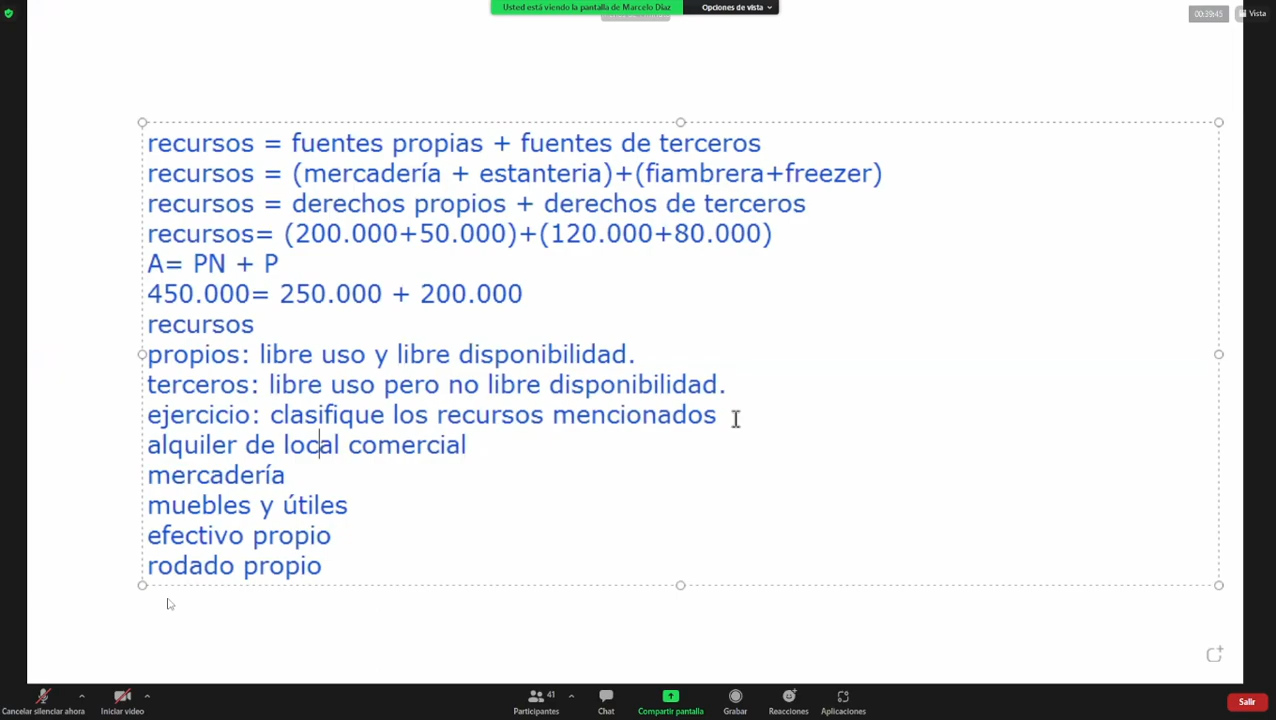 Usted está viendo la pantalla de Marcelo Diaz
Opciones de vista
00:39:45
Vista
recursos = fuentes propias + fuentes de terceros
recursos = (mercadería + estanteria)+(fiambrera+freezer)
recursos = derechos propios + derechos de terceros
recursos= (200.000+50.000)+(120.000+80.000)
A= PN + P
450.000= 250.000 + 200.000
recursos
propios: libre uso y libre disponibilidad.
terceros: libre uso pero no libre disponibilidad.
ejercicio: clasifique los recursos mencionados
alquiler de local comercial
mercadería
muebles y útiles
efectivo propio
rodado propio
Cancelar silenciar ahora
Iniciar video
41
Participantes
Chat
Compartir pantalla
Grabar
Reacciones
Aplicaciones
Salir